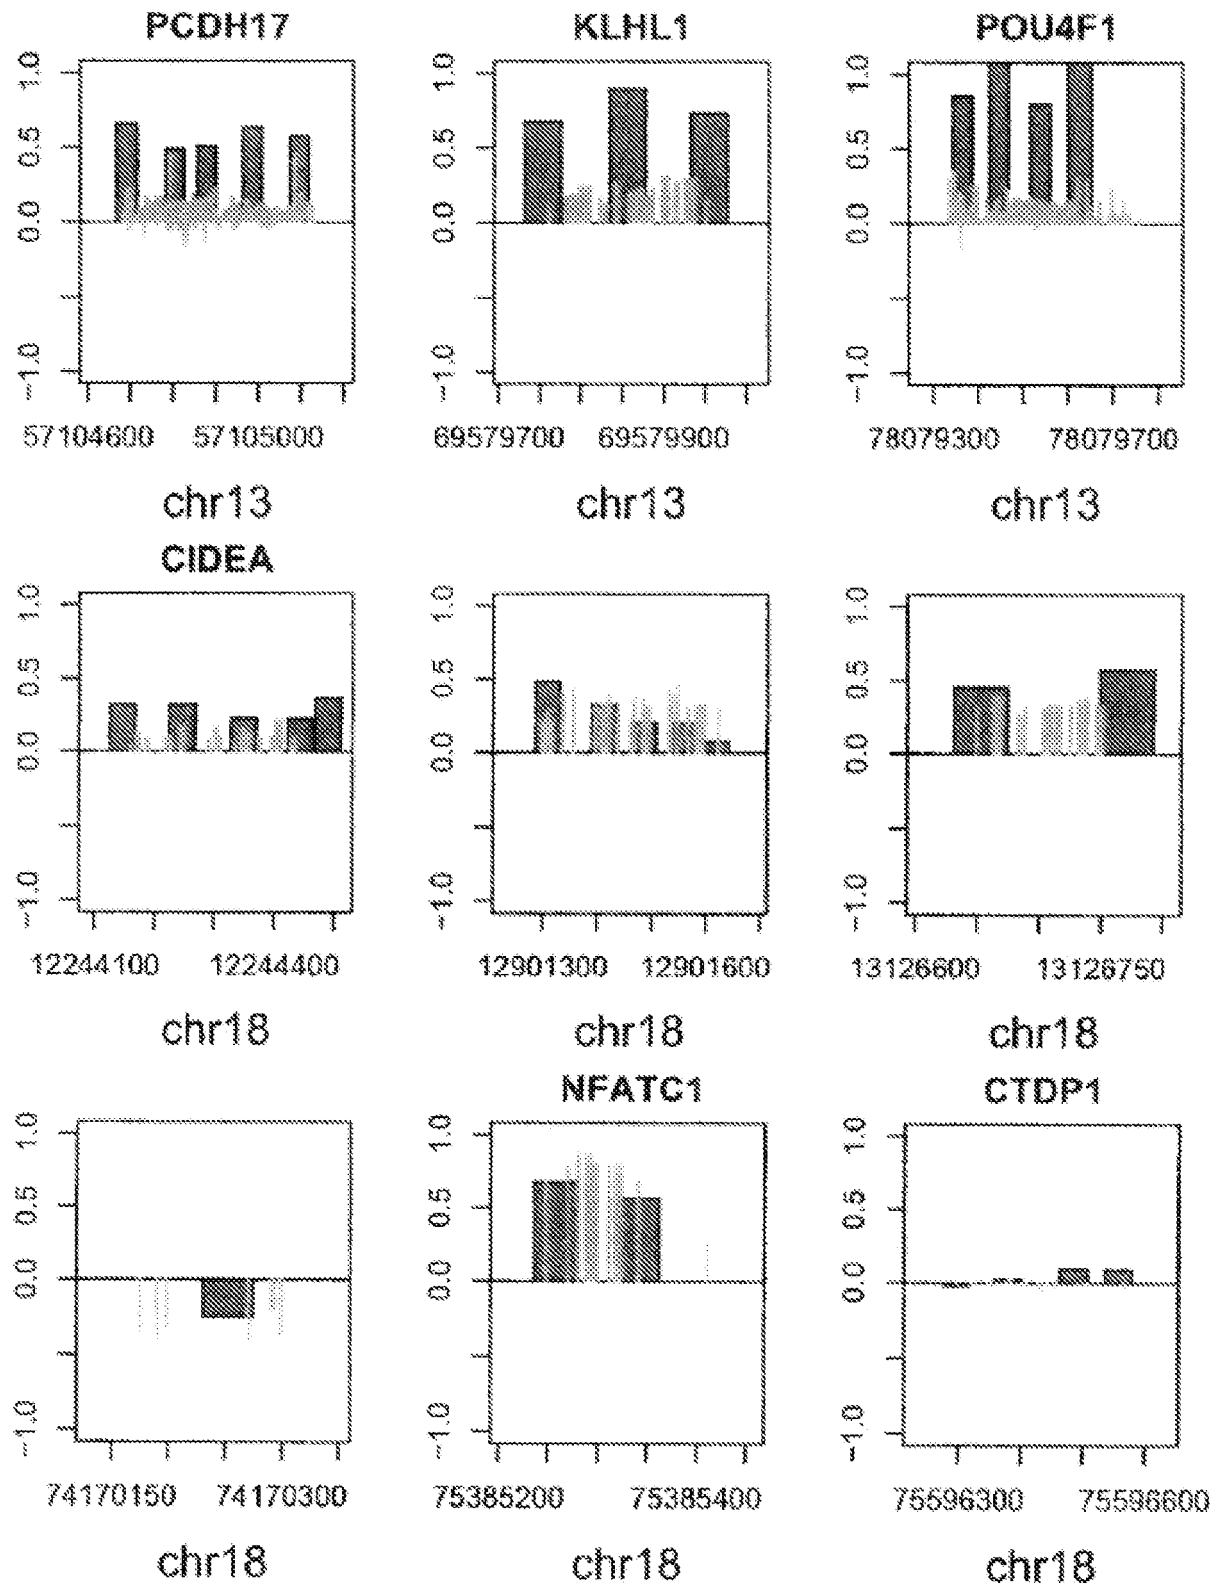 PCDH17 KLHL1 POU4F1
1.0 1.0 1.0
0.5 0.5 0.5
0.0 0.0 0.0
-1.0 -1.0 -1.0
57104600 57105000 69579700 69579900 78079300 78079700
chr13 chr13 chr13
CIDEA
1.0 1.0 1.0
0.5 0.5 0.5
0.0 0.0 0.0
-1.0 -1.0 -1.0
12244100 12244400 12901300 12901600 13126600 13126750
chr18 chr18 chr18
NFATC1 CTDP1
1.0 1.0 1.0
0.5 0.5 0.5
0.0 0.0 0.0
-1.0 -1.0 -1.0
74170150 74170300 75385200 75385400 75596300 75596600
chr18 chr18 chr18